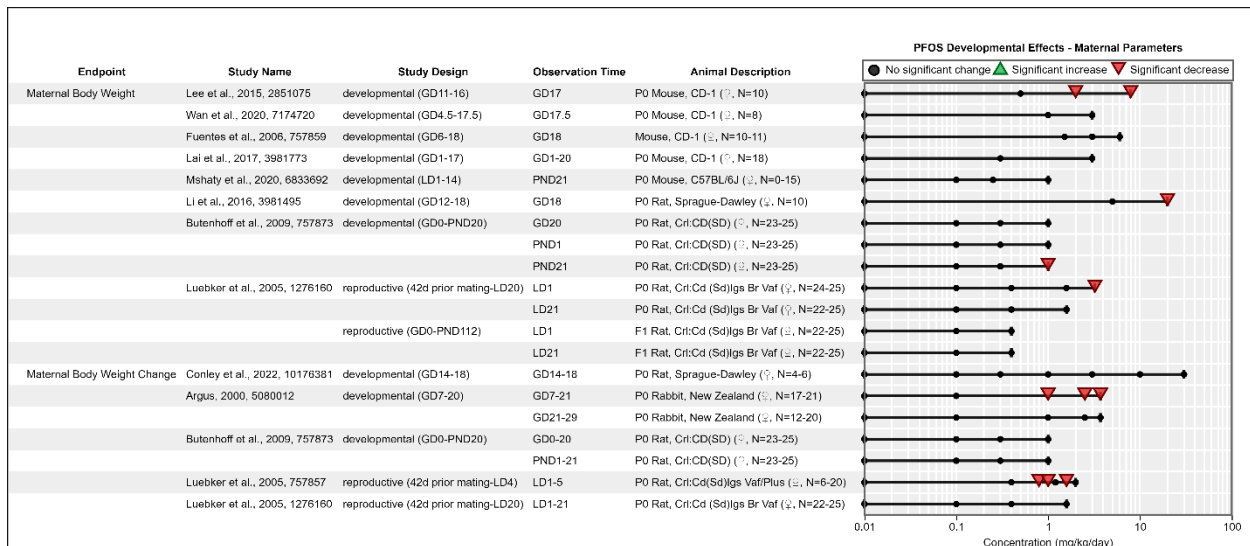 PFOS Developmental Effects - Maternal Parameters
Endpoint Study Name Study Design Observation Time Animal Description
No significant change Significant increase Significant decrease
Maternal Body Weight Lee et al., 2015, 2851075 developmental (GD11-16) GD17 P0 Mouse, CD-1 (♀, N=10)
Wan et al., 2020, 7174720 developmental (GD4.5-17.5) GD17.5 P0 Mouse, CD-1 (♀, N=8)
Fuentes et al., 2006, 757859 developmental (GD6-18) GD18 Mouse, CD-1 (♀, N=10-11)
Lai et al., 2017, 3981773 developmental (GD1-17) GD1-20 P0 Mouse, CD-1 (♀, N=18)
Mshaty et al., 2020, 6833692 developmental (LD1-14) PND21 P0 Mouse, C57BL/6J (♀, N=0-15)
Li et al., 2016, 3981495 developmental (GD12-18) GD18 P0 Rat, Sprague-Dawley (♀, N=10)
Butenhoff et al., 2009, 757873 developmental (GD0-PND20) GD20 P0 Rat, Crl:CD(SD) (♀, N=23-25)
PND1 P0 Rat, Crl:CD(SD) (♀, N=23-25)
PND21 P0 Rat, Crl:CD(SD) (♀, N=23-25)
Luebker et al., 2005, 1276160 reproductive (42d prior mating-LD20) LD1 P0 Rat, Crl:Cd (Sd)Igs Br Vaf (♀, N=24-25)
LD21 P0 Rat, Crl:Cd (Sd)Igs Br Vaf (♀, N=22-25)
reproductive (GD0-PND112) LD1 F1 Rat, Crl:Cd (Sd)Igs Br Vaf (♀, N=22-25)
LD21 F1 Rat, Crl:Cd (Sd)Igs Br Vaf (♀, N=22-25)
Maternal Body Weight Change Conley et al., 2022, 10176381 developmental (GD14-18) GD14-18 P0 Rat, Sprague-Dawley (♀, N=4-6)
Argus, 2000, 5080012 developmental (GD7-20) GD7-21 P0 Rabbit, New Zealand (♀, N=17-21)
GD21-29 P0 Rabbit, New Zealand (♀, N=12-20)
Butenhoff et al., 2009, 757873 developmental (GD0-PND20) GD0-20 P0 Rat, Crl:CD(SD) (♀, N=23-25)
PND1-21 P0 Rat, Crl:CD(SD) (♀, N=23-25)
Luebker et al., 2005, 757857 reproductive (42d prior mating-LD4) LD1-5 P0 Rat, Crl:Cd(Sd)Igs Vaf/Plus (♀, N=6-20)
Luebker et al., 2005, 1276160 reproductive (42d prior mating-LD20) LD1-21 P0 Rat, Crl:Cd (Sd)Igs Br Vaf (♀, N=22-25)
0.01 0.1 1 10 100
Concentration (mg/kg/day)